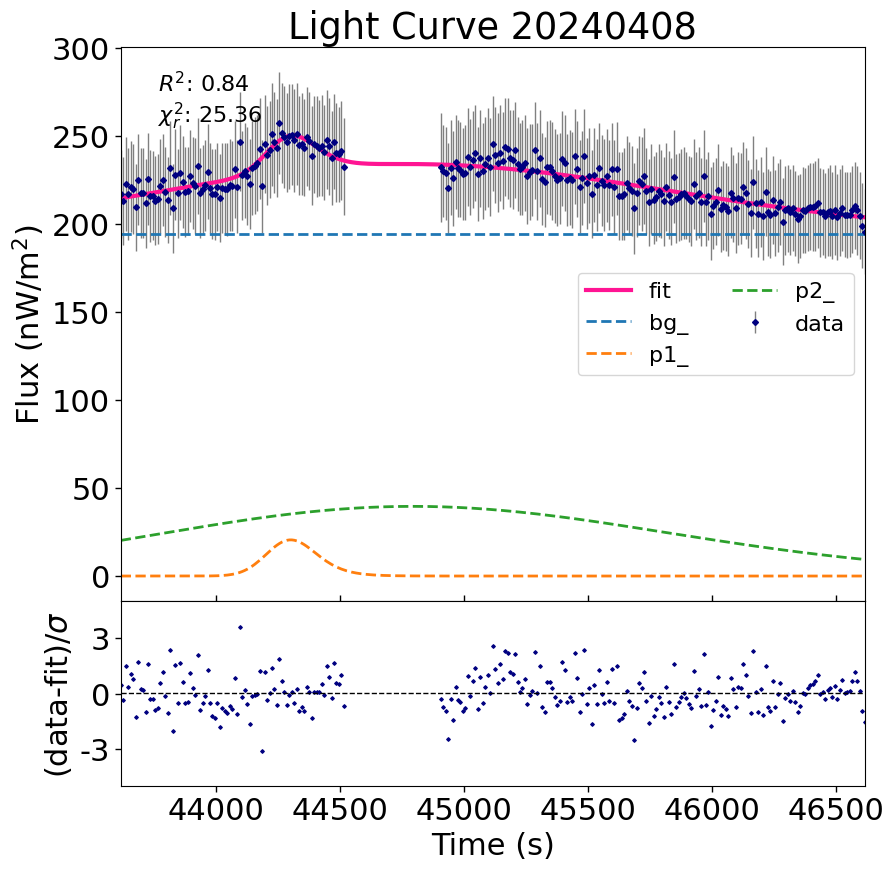 Light Curve 20240408
R²: 0.84
χ²ᵣ: 25.36
Flux (nW/m²)
300
250
200
150
100
50
0
fit
bg_
p1_
p2_
data
(data-fit)/σ
3
0
-3
44000 44500 45000 45500 46000 46500
Time (s)